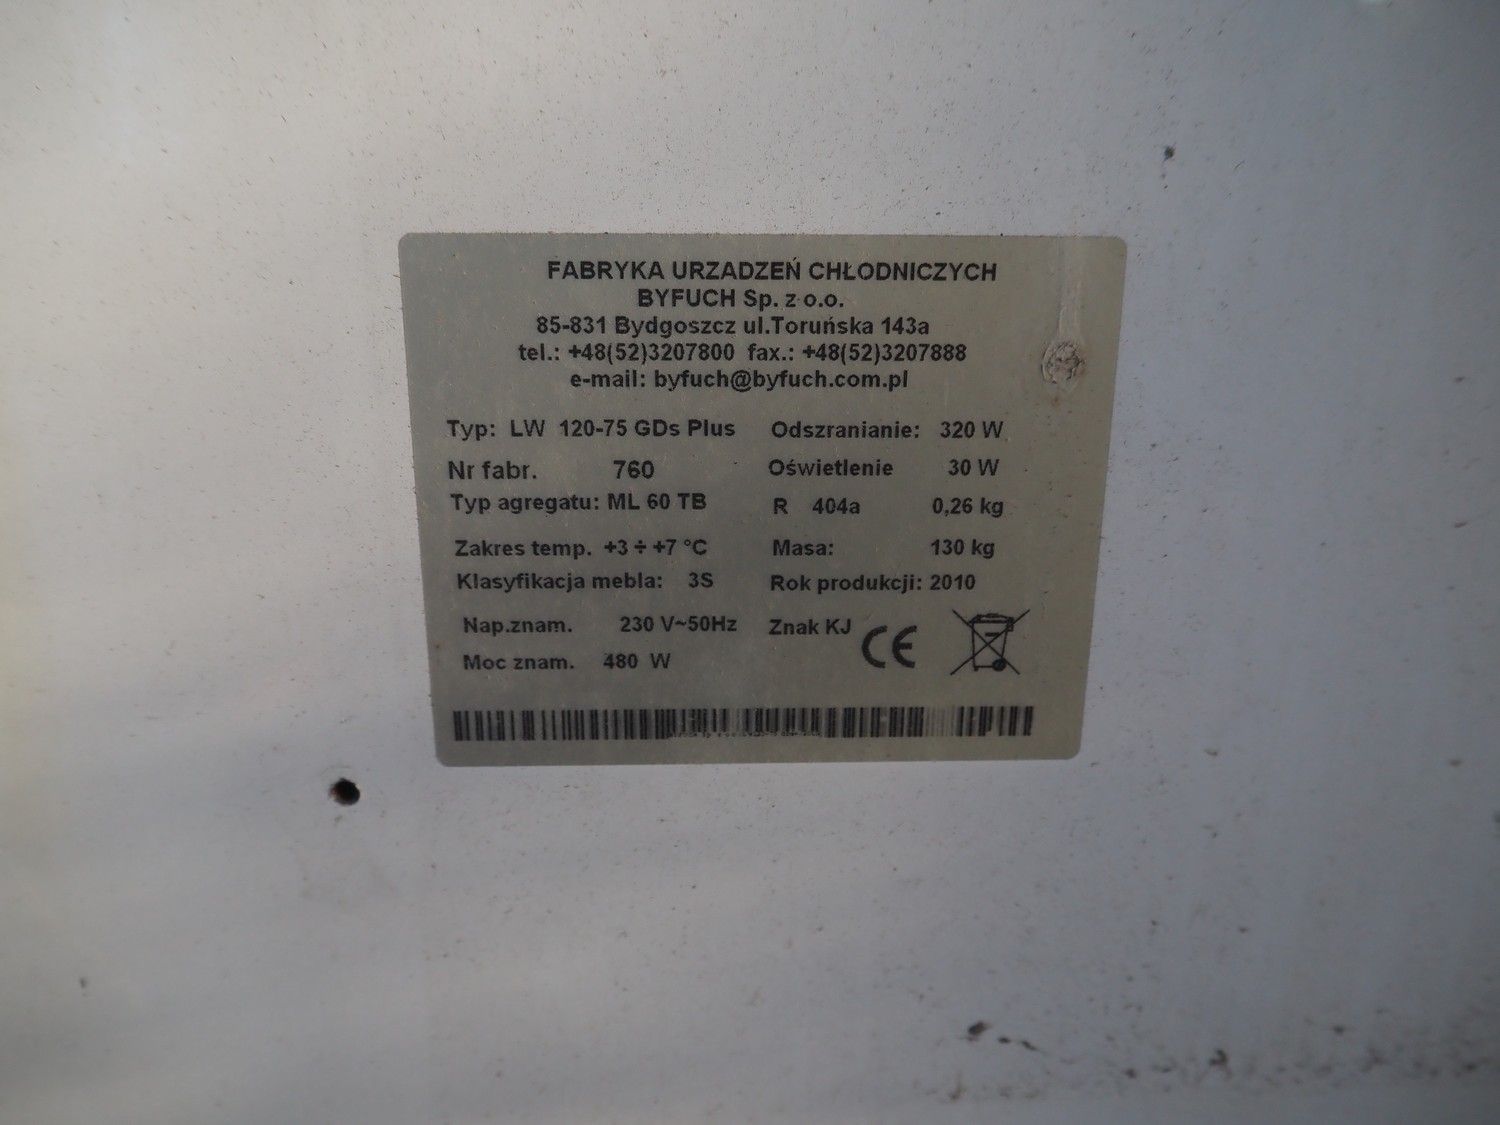 FABRYKA URZADZEŃ CHŁODNICZYCH
BYFUCH Sp. z o.o.
85-831 Bydgoszcz ul.Toruńska 143a
tel.: +48(52)3207800 fax.: +48(52)3207888
e-mail: byfuch@byfuch.com.pl
Typ: LW 120-75 GDs Plus Odszranianie: 320 W
Nr fabr. 760 Oświetlenie 30 W
Typ agregatu: ML 60 TB R 404a 0,26 kg
Zakres temp. +3 ÷ +7 °C Masa: 130 kg
Klasyfikacja mebla: 3S Rok produkcji: 2010
Nap.znam. 230 V~50Hz Znak KJ CE
Moc znam. 480 W